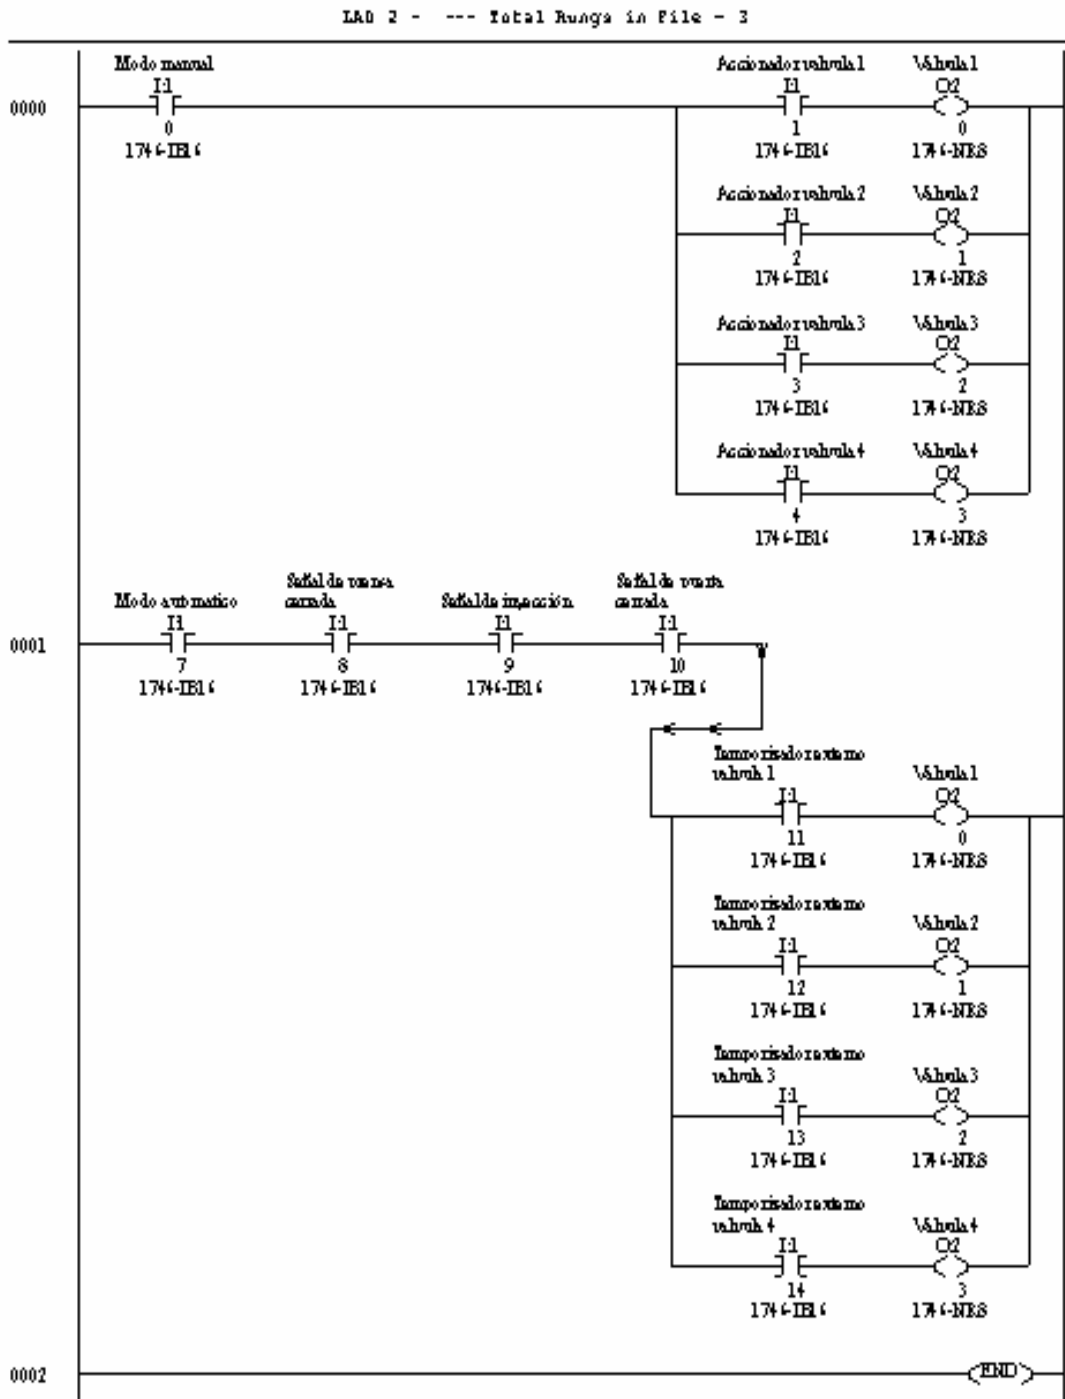 LAD 2 - --- Total Rungs in File = 3
0000
Modo manual
I:1
0
1746-IB16
Accionador valvula 1
I:1
1
1746-IB16
Válvula 1
O:2
0
1746-NR8
Accionador valvula 2
I:1
2
1746-IB16
Válvula 2
O:2
1
1746-NR8
Accionador valvula 3
I:1
3
1746-IB16
Válvula 3
O:2
2
1746-NR8
Accionador valvula 4
I:1
4
1746-IB16
Válvula 4
O:2
3
1746-NR8
0001
Modo automatico
I:1
7
1746-IB16
Señal de prensa
cerrada
I:1
8
1746-IB16
Señal de inyección
I:1
9
1746-IB16
Señal de puerta
cerrada
I:1
10
1746-IB16
Temporizador externo
valvula 1
I:1
11
1746-IB16
Válvula 1
O:2
0
1746-NR8
Temporizador externo
valvula 2
I:1
12
1746-IB16
Válvula 2
O:2
1
1746-NR8
Temporizador externo
valvula 3
I:1
13
1746-IB16
Válvula 3
O:2
2
1746-NR8
Temporizador externo
valvula 4
I:1
14
1746-IB16
Válvula 4
O:2
3
1746-NR8
0002
END